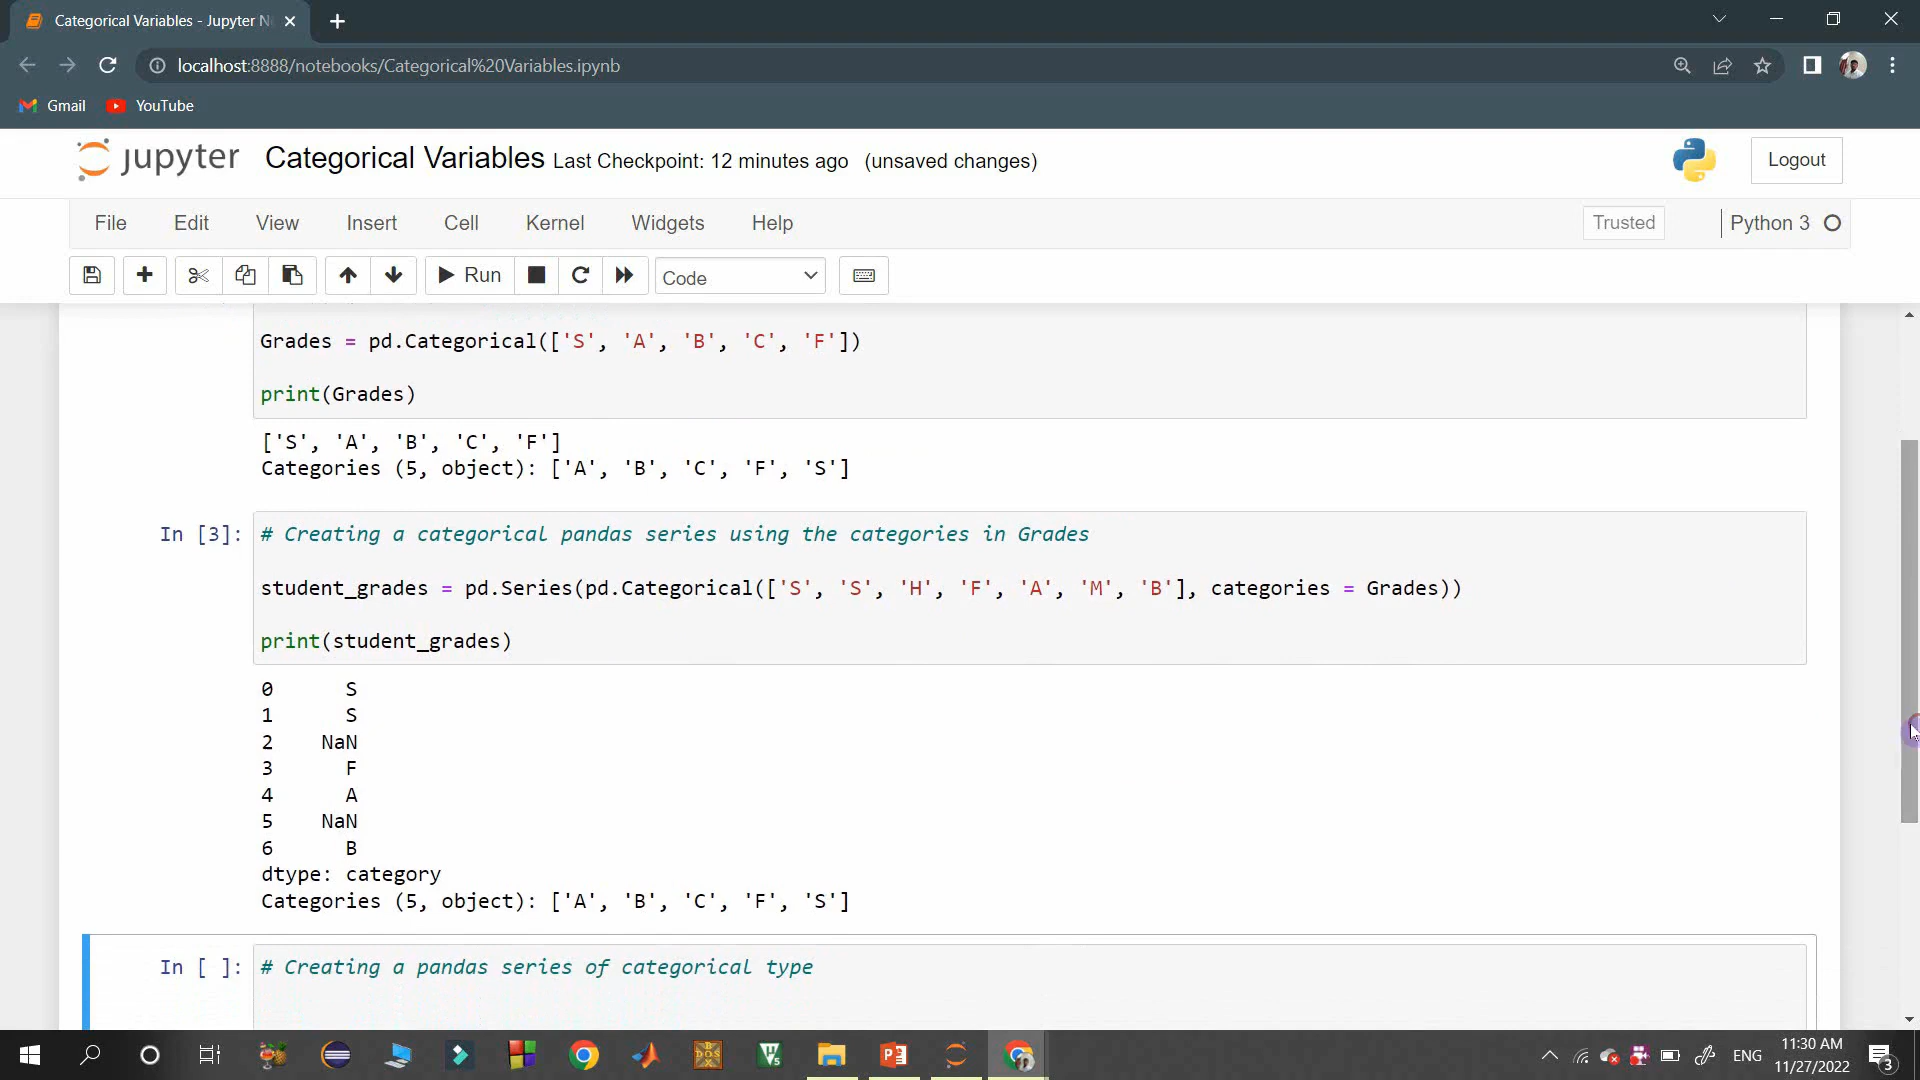 Categorical Variables - Jupyter N
localhost:8888/notebooks/Categorical%20Variables.ipynb
Gmail
YouTube
jupyter
Categorical Variables Last Checkpoint: 12 minutes ago (unsaved changes)
Logout
File Edit View Insert Cell Kernel Widgets Help
Trusted
Python 3
Run
Code
Grades = pd.Categorical(['S', 'A', 'B', 'C', 'F'])
print(Grades)
['S', 'A', 'B', 'C', 'F']
Categories (5, object): ['A', 'B', 'C', 'F', 'S']
In [3]: # Creating a categorical pandas series using the categories in Grades
student_grades = pd.Series(pd.Categorical(['S', 'S', 'H', 'F', 'A', 'M', 'B'], categories = Grades))
print(student_grades)
0 S
1 S
2 NaN
3 F
4 A
5 NaN
6 B
dtype: category
Categories (5, object): ['A', 'B', 'C', 'F', 'S']
In [ ]: # Creating a pandas series of categorical type
ENG
11:30 AM
11/27/2022
3